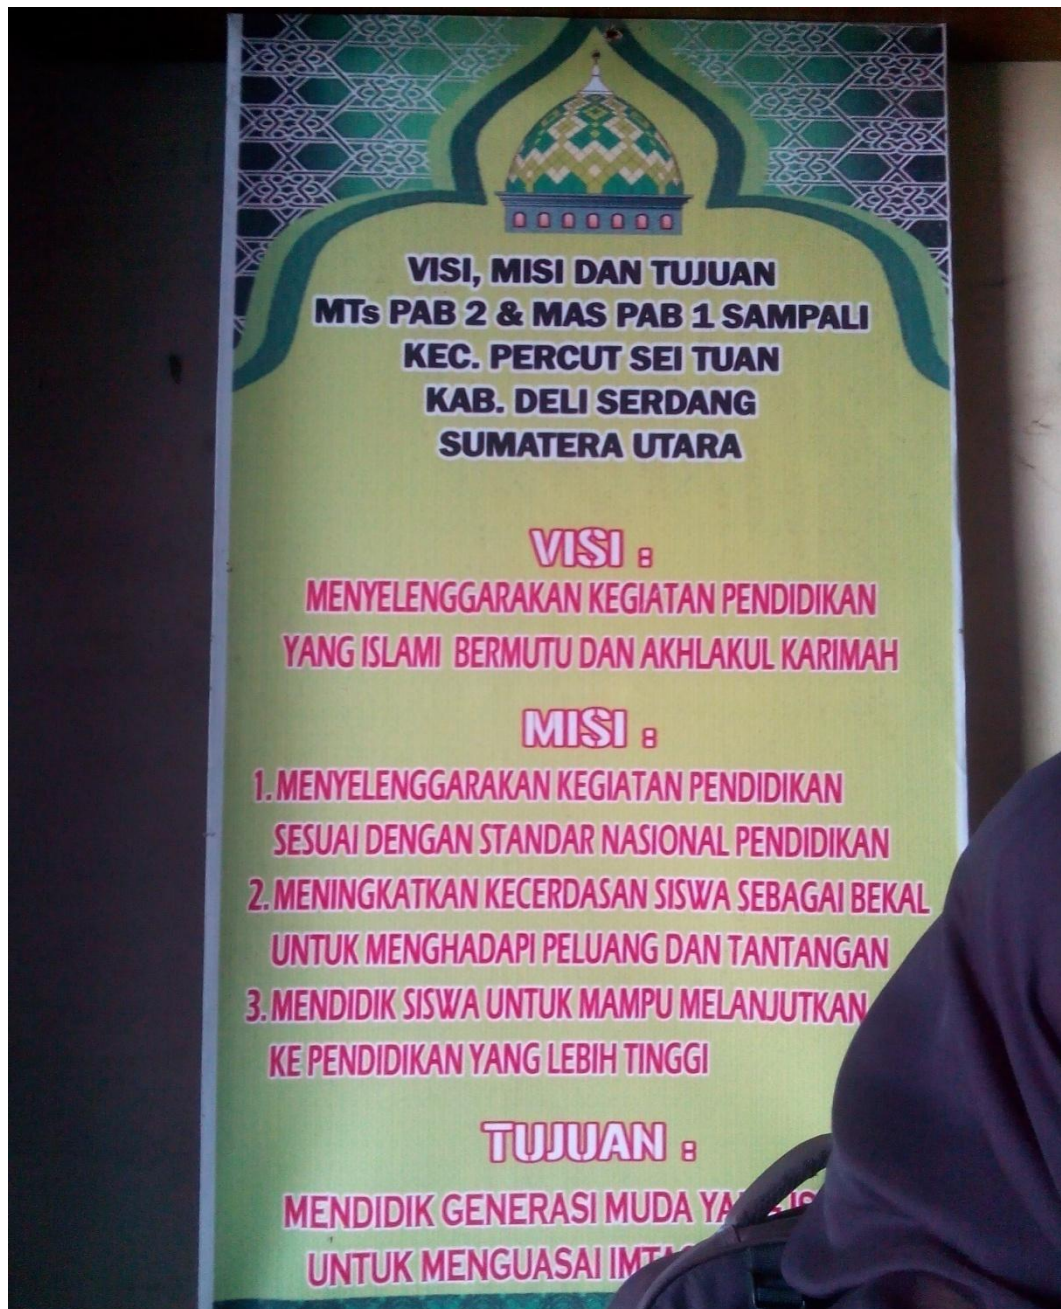 VISI, MISI DAN TUJUAN
MTs PAB 2 & MAS PAB 1 SAMPALI
KEC. PERCUT SEI TUAN
KAB. DELI SERDANG
SUMATERA UTARA
VISI :
MENYELENGGARAKAN KEGIATAN PENDIDIKAN
YANG ISLAMI BERMUTU DAN AKHLAKUL KARIMAH
MISI :
1. MENYELENGGARAKAN KEGIATAN PENDIDIKAN
SESUAI DENGAN STANDAR NASIONAL PENDIDIKAN
2. MENINGKATKAN KECERDASAN SISWA SEBAGAI BEKAL
UNTUK MENGHADAPI PELUANG DAN TANTANGAN
3. MENDIDIK SISWA UNTUK MAMPU MELANJUTKAN
KE PENDIDIKAN YANG LEBIH TINGGI
TUJUAN :
MENDIDIK GENERASI MUDA
UNTUK MENGUASAI